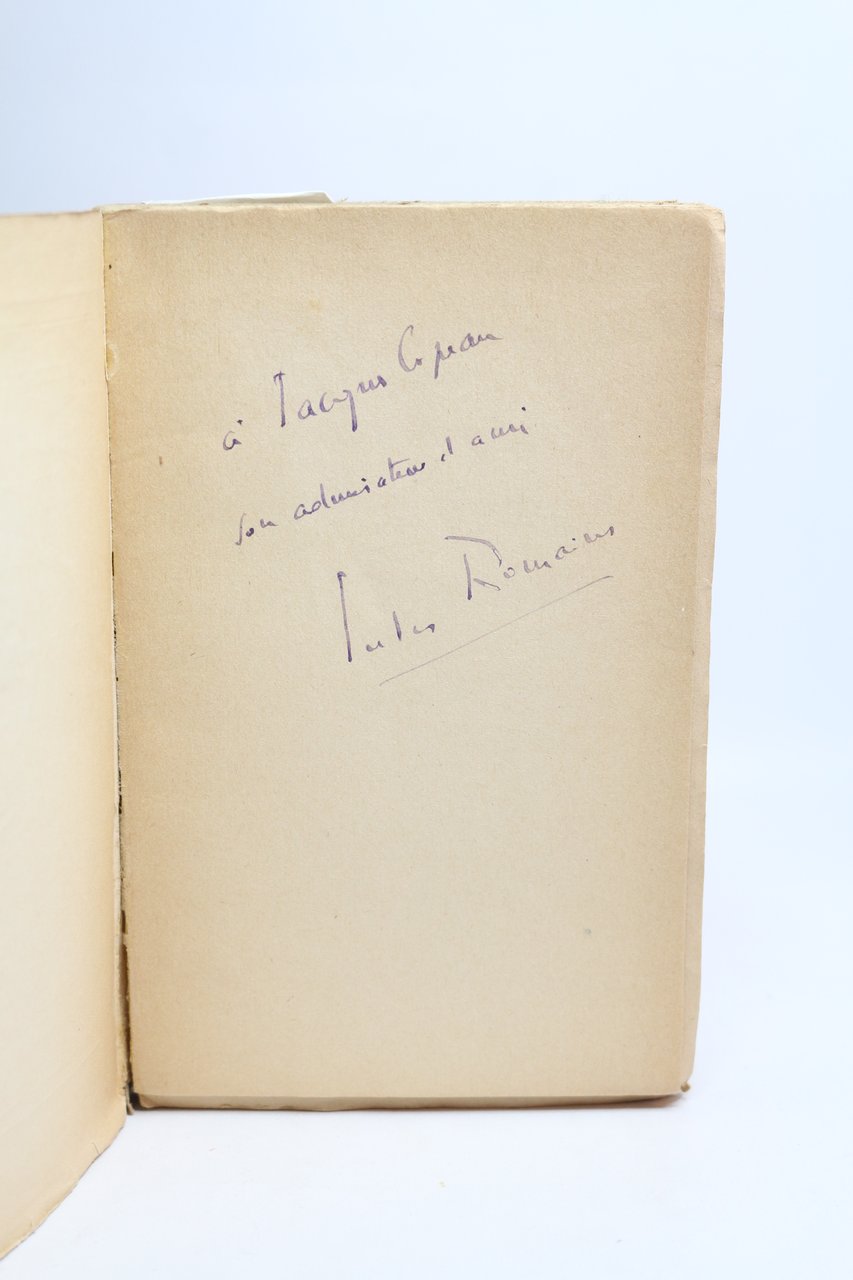 à Jacques Copeau
son admirateur et ami
Jules Romains